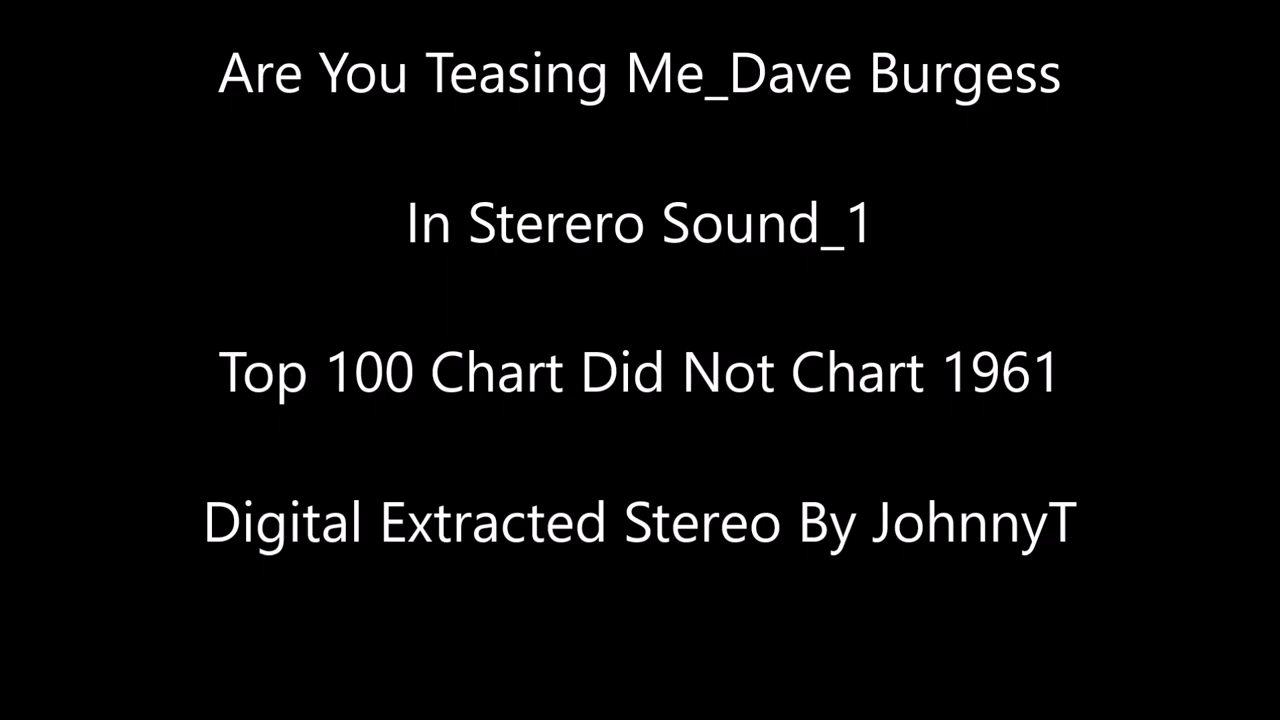 Are You Teasing Me_Dave Burgess
In Sterero Sound_1
Top 100 Chart Did Not Chart 1961
Digital Extracted Stereo By JohnnyT